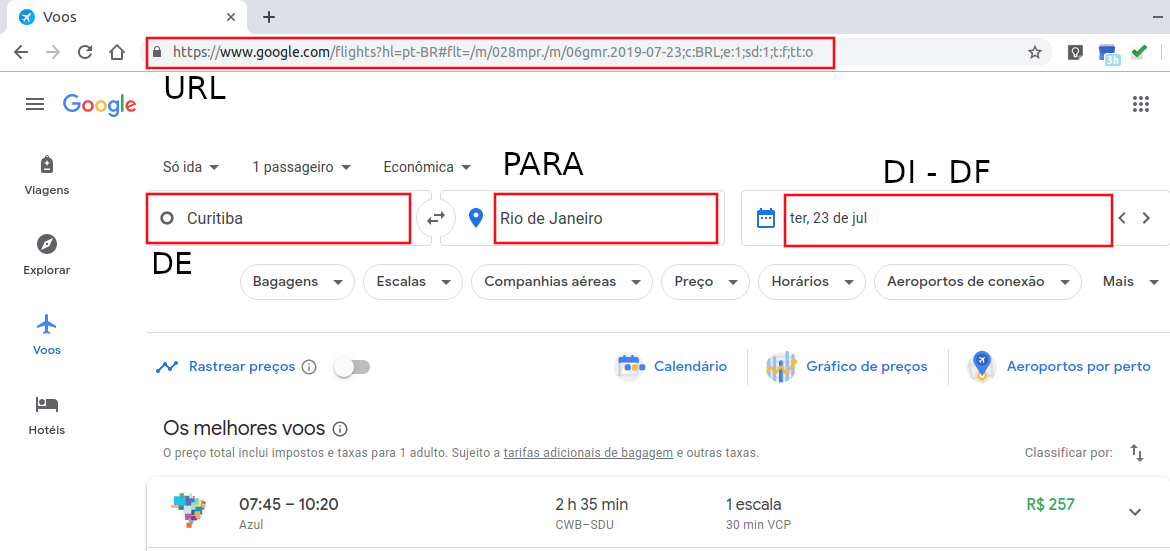 Voos
https://www.google.com/flights?hl=pt-BR#flt=/m/028mpr./m/06gmr.2019-07-23;c:BRL;e:1;sd:1;t:f;tt:o
3h
URL
Google
Só ida 1 passageiro Econômica
PARA
DI - DF
Viagens
Curitiba Rio de Janeiro ter, 23 de jul
DE
Explorar
Bagagens Escalas Companhias aéreas Preço Horários Aeroportos de conexão Mais
Voos
Rastrear preços Calendário Gráfico de preços Aeroportos por perto
Hotéis
Os melhores voos
O preço total inclui impostos e taxas para 1 adulto. Sujeito a tarifas adicionais de bagagem e outras taxas. Classificar por:
07:45 – 10:20 2 h 35 min 1 escala R$ 257
Azul CWB–SDU 30 min VCP